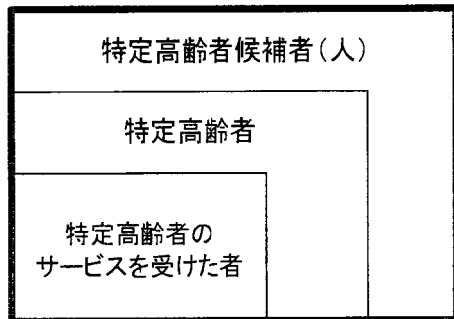 特定高齢者候補者(人)
特定高齢者
特定高齢者の
サービスを受けた者